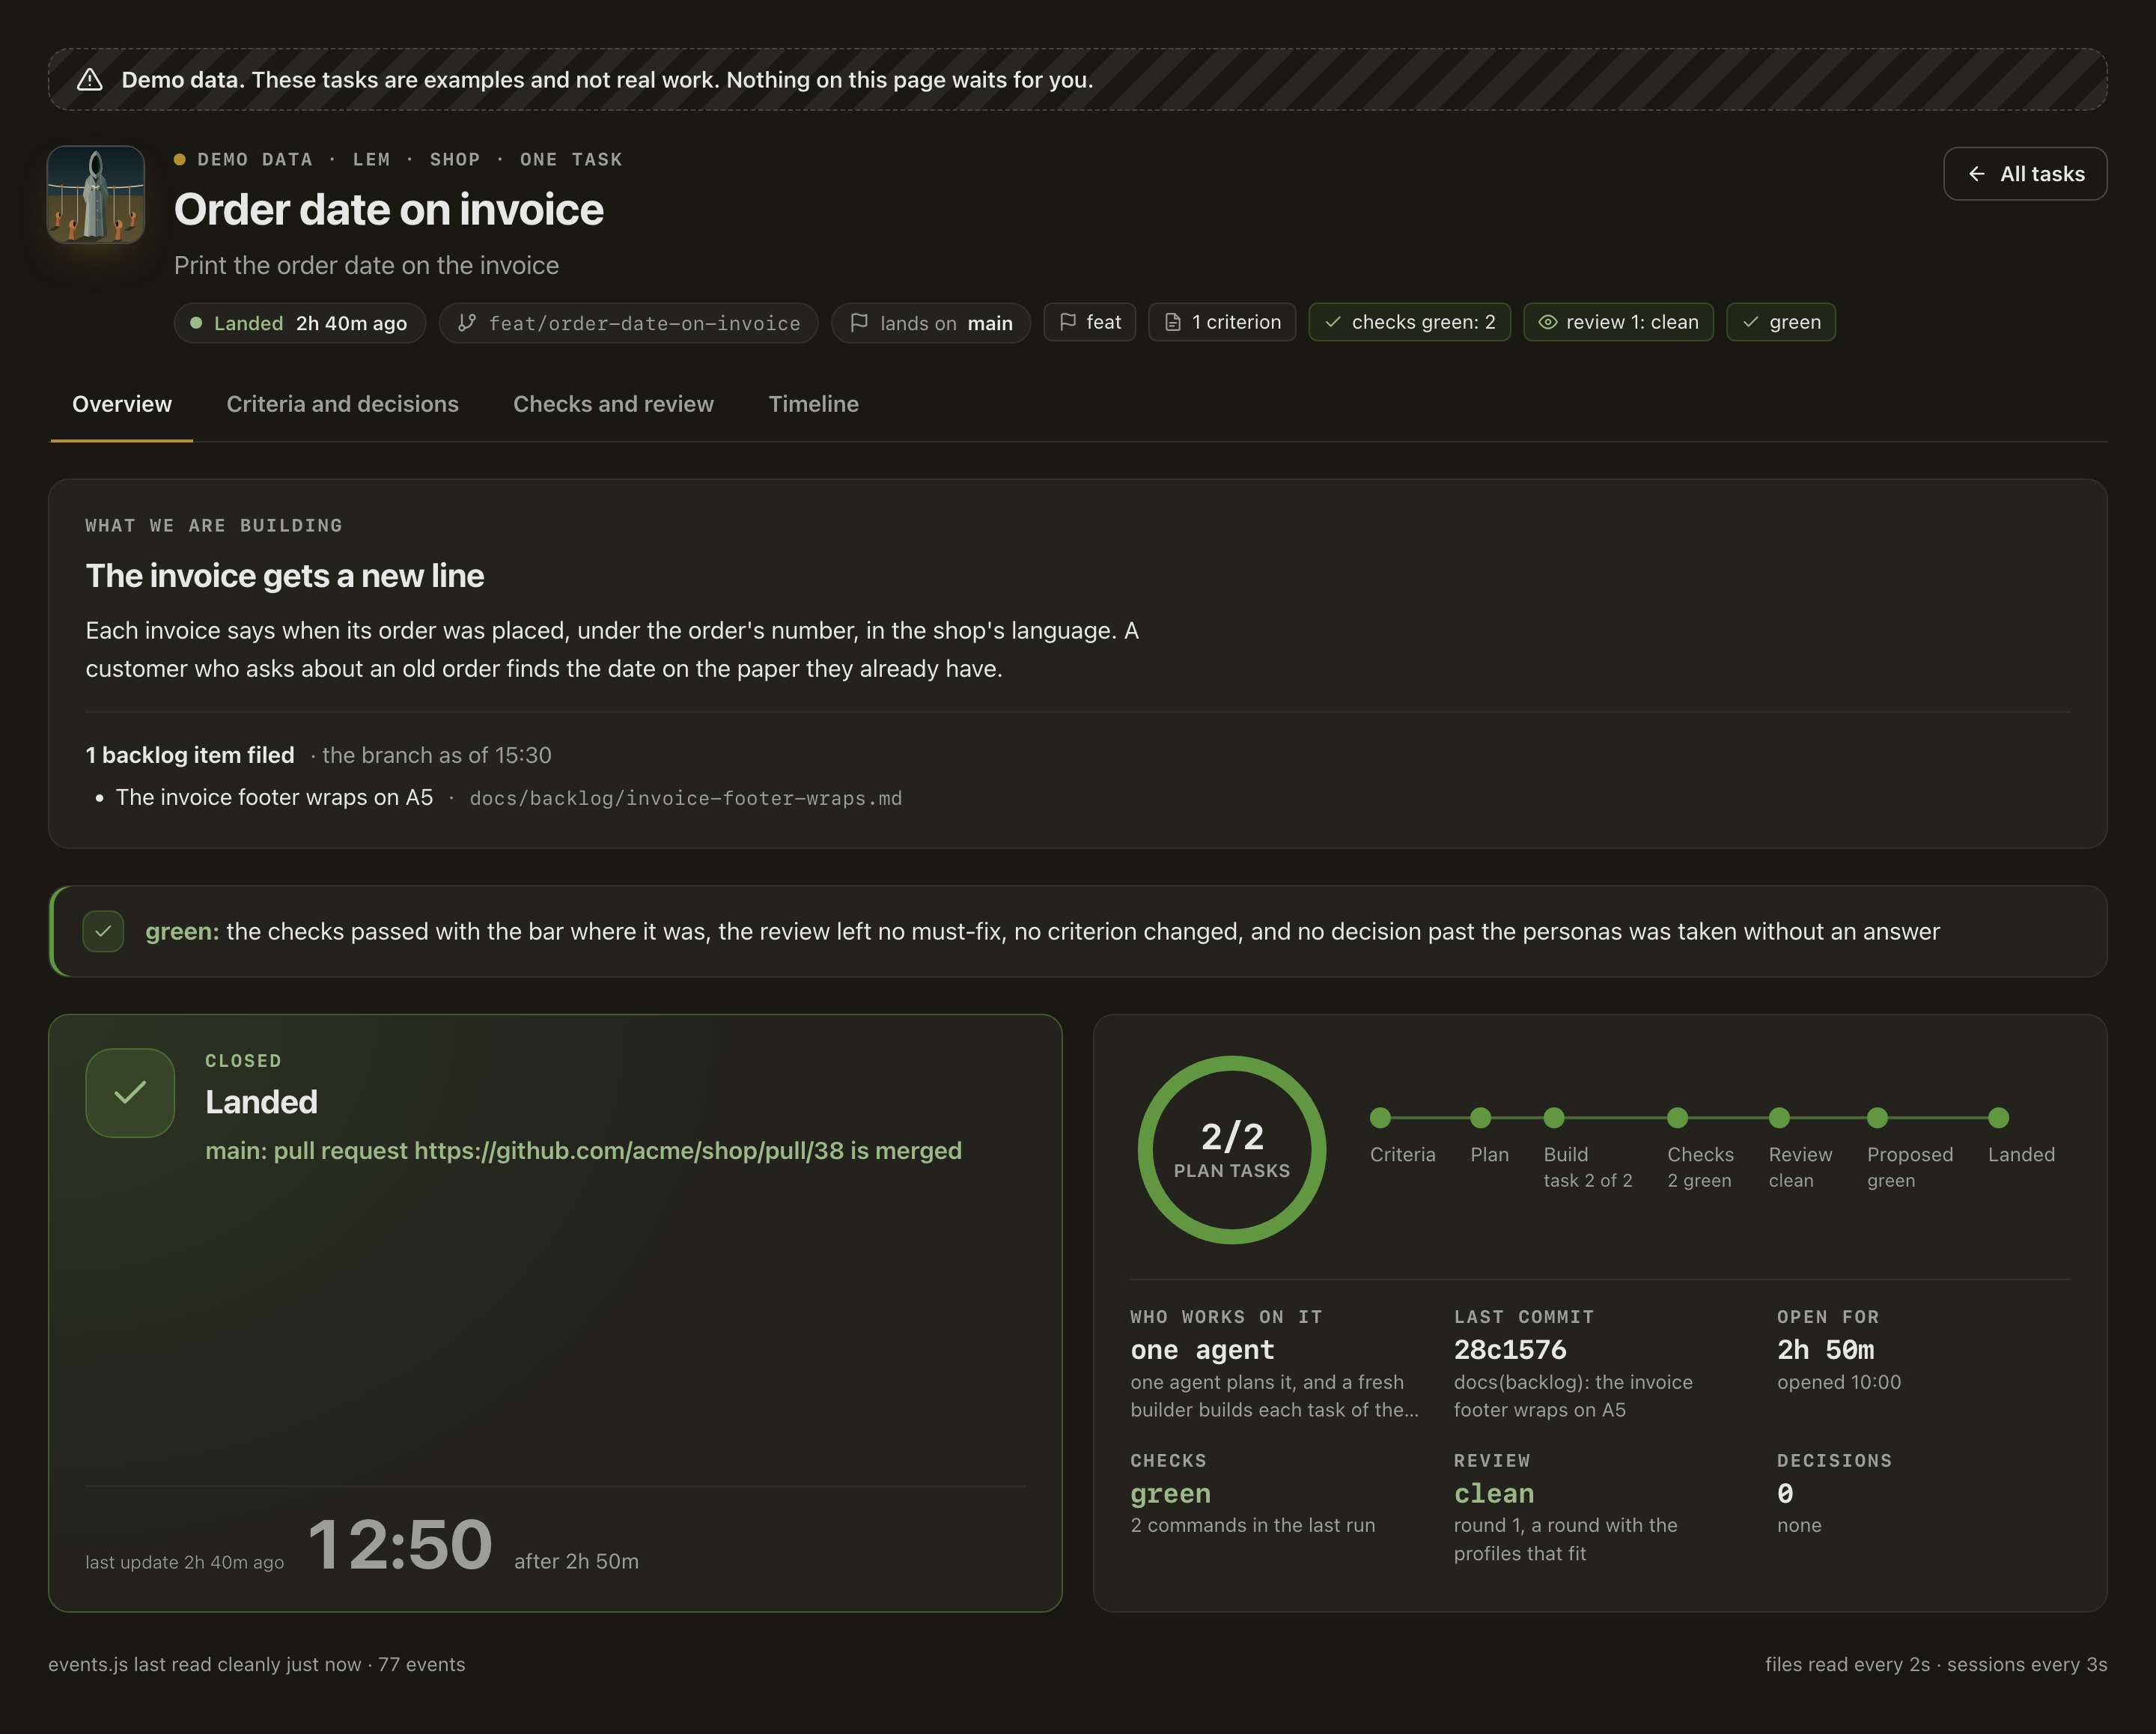 Demo data. These tasks are examples and not real work. Nothing on this page waits for you.
DEMO DATA · LEM · SHOP · ONE TASK
All tasks
Order date on invoice
Print the order date on the invoice
Landed 2h 40m ago
feat/order-date-on-invoice
lands on main
feat
1 criterion
checks green: 2
review 1: clean
green
Overview
Criteria and decisions
Checks and review
Timeline
WHAT WE ARE BUILDING
The invoice gets a new line
Each invoice says when its order was placed, under the order's number, in the shop's language. A
customer who asks about an old order finds the date on the paper they already have.
1 backlog item filed · the branch as of 15:30
• The invoice footer wraps on A5 · docs/backlog/invoice-footer-wraps.md
green: the checks passed with the bar where it was, the review left no must-fix, no criterion changed, and no decision past the personas was taken without an answer
CLOSED
Landed
main: pull request https://github.com/acme/shop/pull/38 is merged
last update 2h 40m ago 12:50 after 2h 50m
2/2
PLAN TASKS
Criteria
Plan
Build
task 2 of 2
Checks
2 green
Review
clean
Proposed
green
Landed
WHO WORKS ON IT
one agent
one agent plans it, and a fresh
builder builds each task of the...
LAST COMMIT
28c1576
docs(backlog): the invoice
footer wraps on A5
OPEN FOR
2h 50m
opened 10:00
CHECKS
green
2 commands in the last run
REVIEW
clean
round 1, a round with the
profiles that fit
DECISIONS
0
none
events.js last read cleanly just now · 77 events
files read every 2s · sessions every 3s